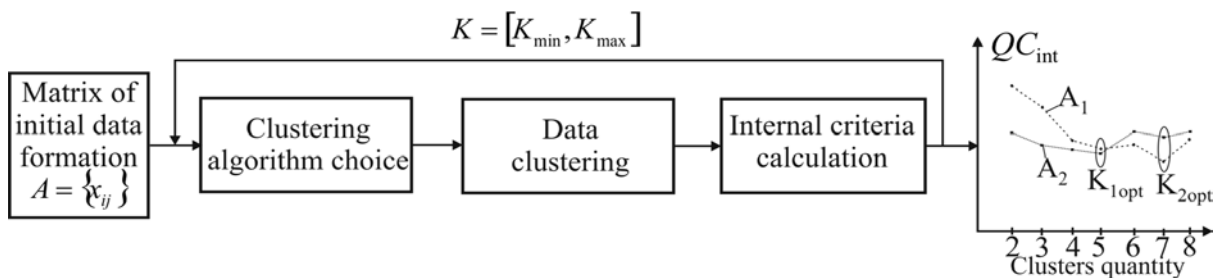 K = [K_min, K_max]
Matrix of
initial data
formation
A = {x_ij}
Clustering
algorithm choice
Data
clustering
Internal criteria
calculation
QC_int
A_1
A_2
K_1opt
K_2opt
2 3 4 5 6 7 8
Clusters quantity